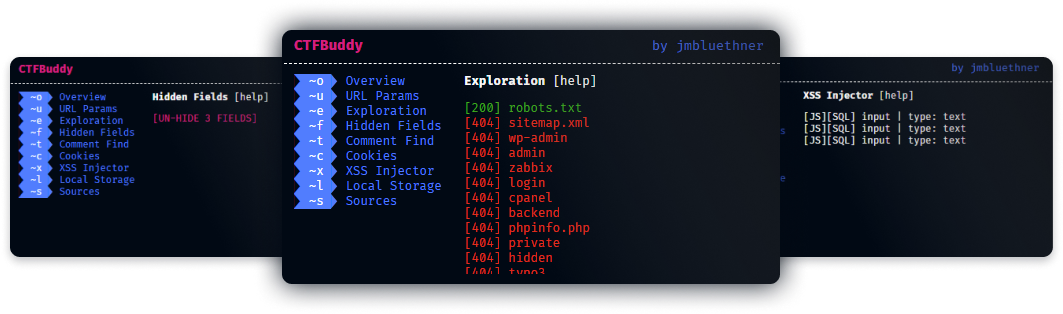 CTFBuddy
~o Overview
~u URL Params
~e Exploration
~f Hidden Fields
~t Comment Find
~c Cookies
~x XSS Injector
~l Local Storage
~s Sources
Hidden Fields [help]
[UN-HIDE 3 FIELDS]
CTFBuddy
by jmbluethner
~o Overview
~u URL Params
~e Exploration
~f Hidden Fields
~t Comment Find
~c Cookies
~x XSS Injector
~l Local Storage
~s Sources
Exploration [help]
[200] robots.txt
[404] sitemap.xml
[404] wp-admin
[404] admin
[404] zabbix
[404] login
[404] cpanel
[404] backend
[404] phpinfo.php
[404] private
[404] hidden
[404] typo3
by jmbluethner
XSS Injector [help]
[JS][SQL] input | type: text
[JS][SQL] input | type: text
[JS][SQL] input | type: text